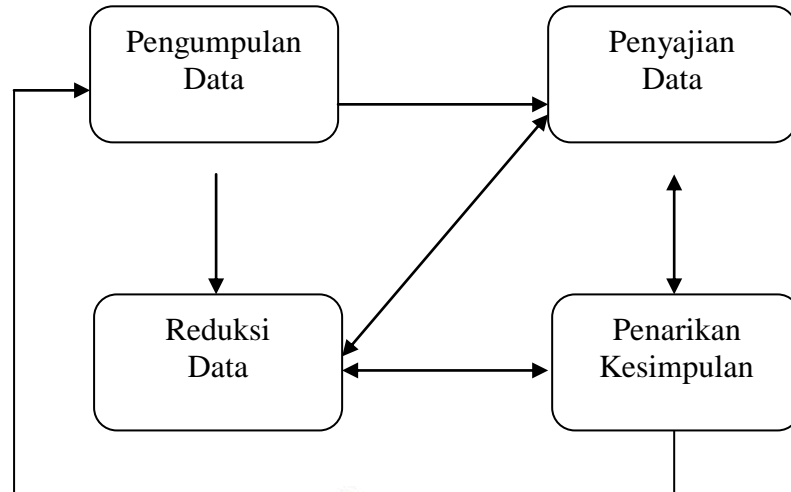 Pengumpulan
Data
Penyajian
Data
Reduksi
Data
Penarikan
Kesimpulan